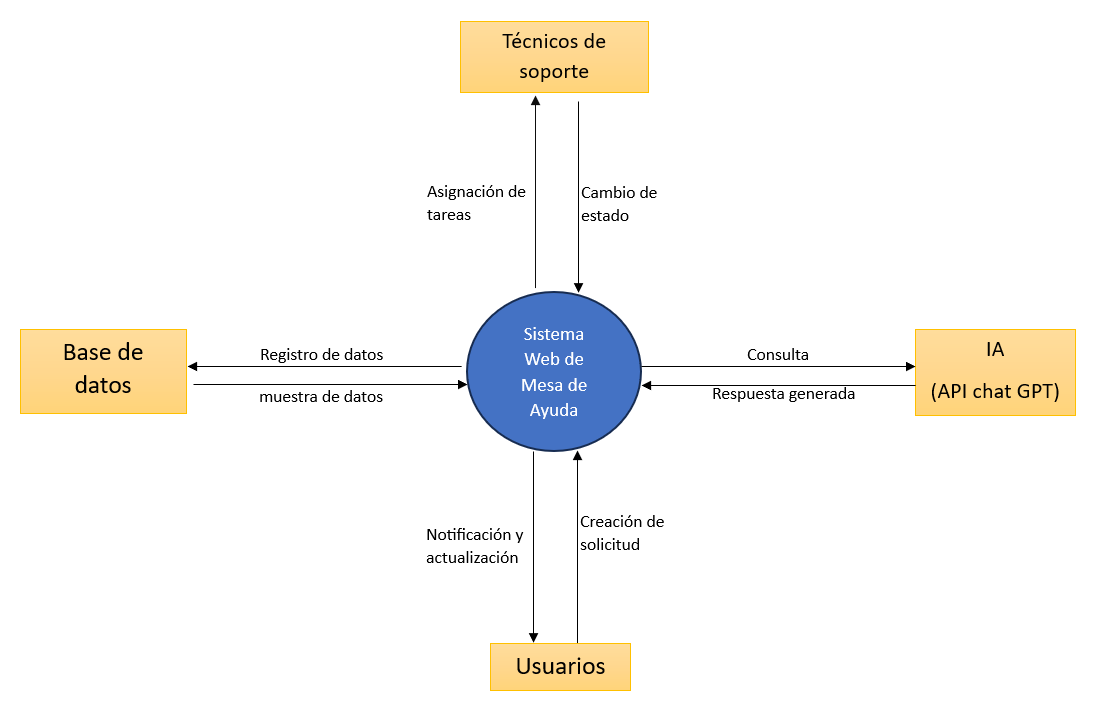 Técnicos de
soporte
Asignación de
tareas
Cambio de
estado
Base de
datos
Registro de datos
muestra de datos
Sistema
Web de
Mesa de
Ayuda
Consulta
Respuesta generada
IA
(API chat GPT)
Notificación y
actualización
Creación de
solicitud
Usuarios